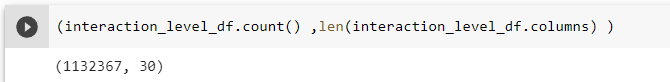 (interaction_level_df.count() ,len(interaction_level_df.columns) )
(1132367, 30)